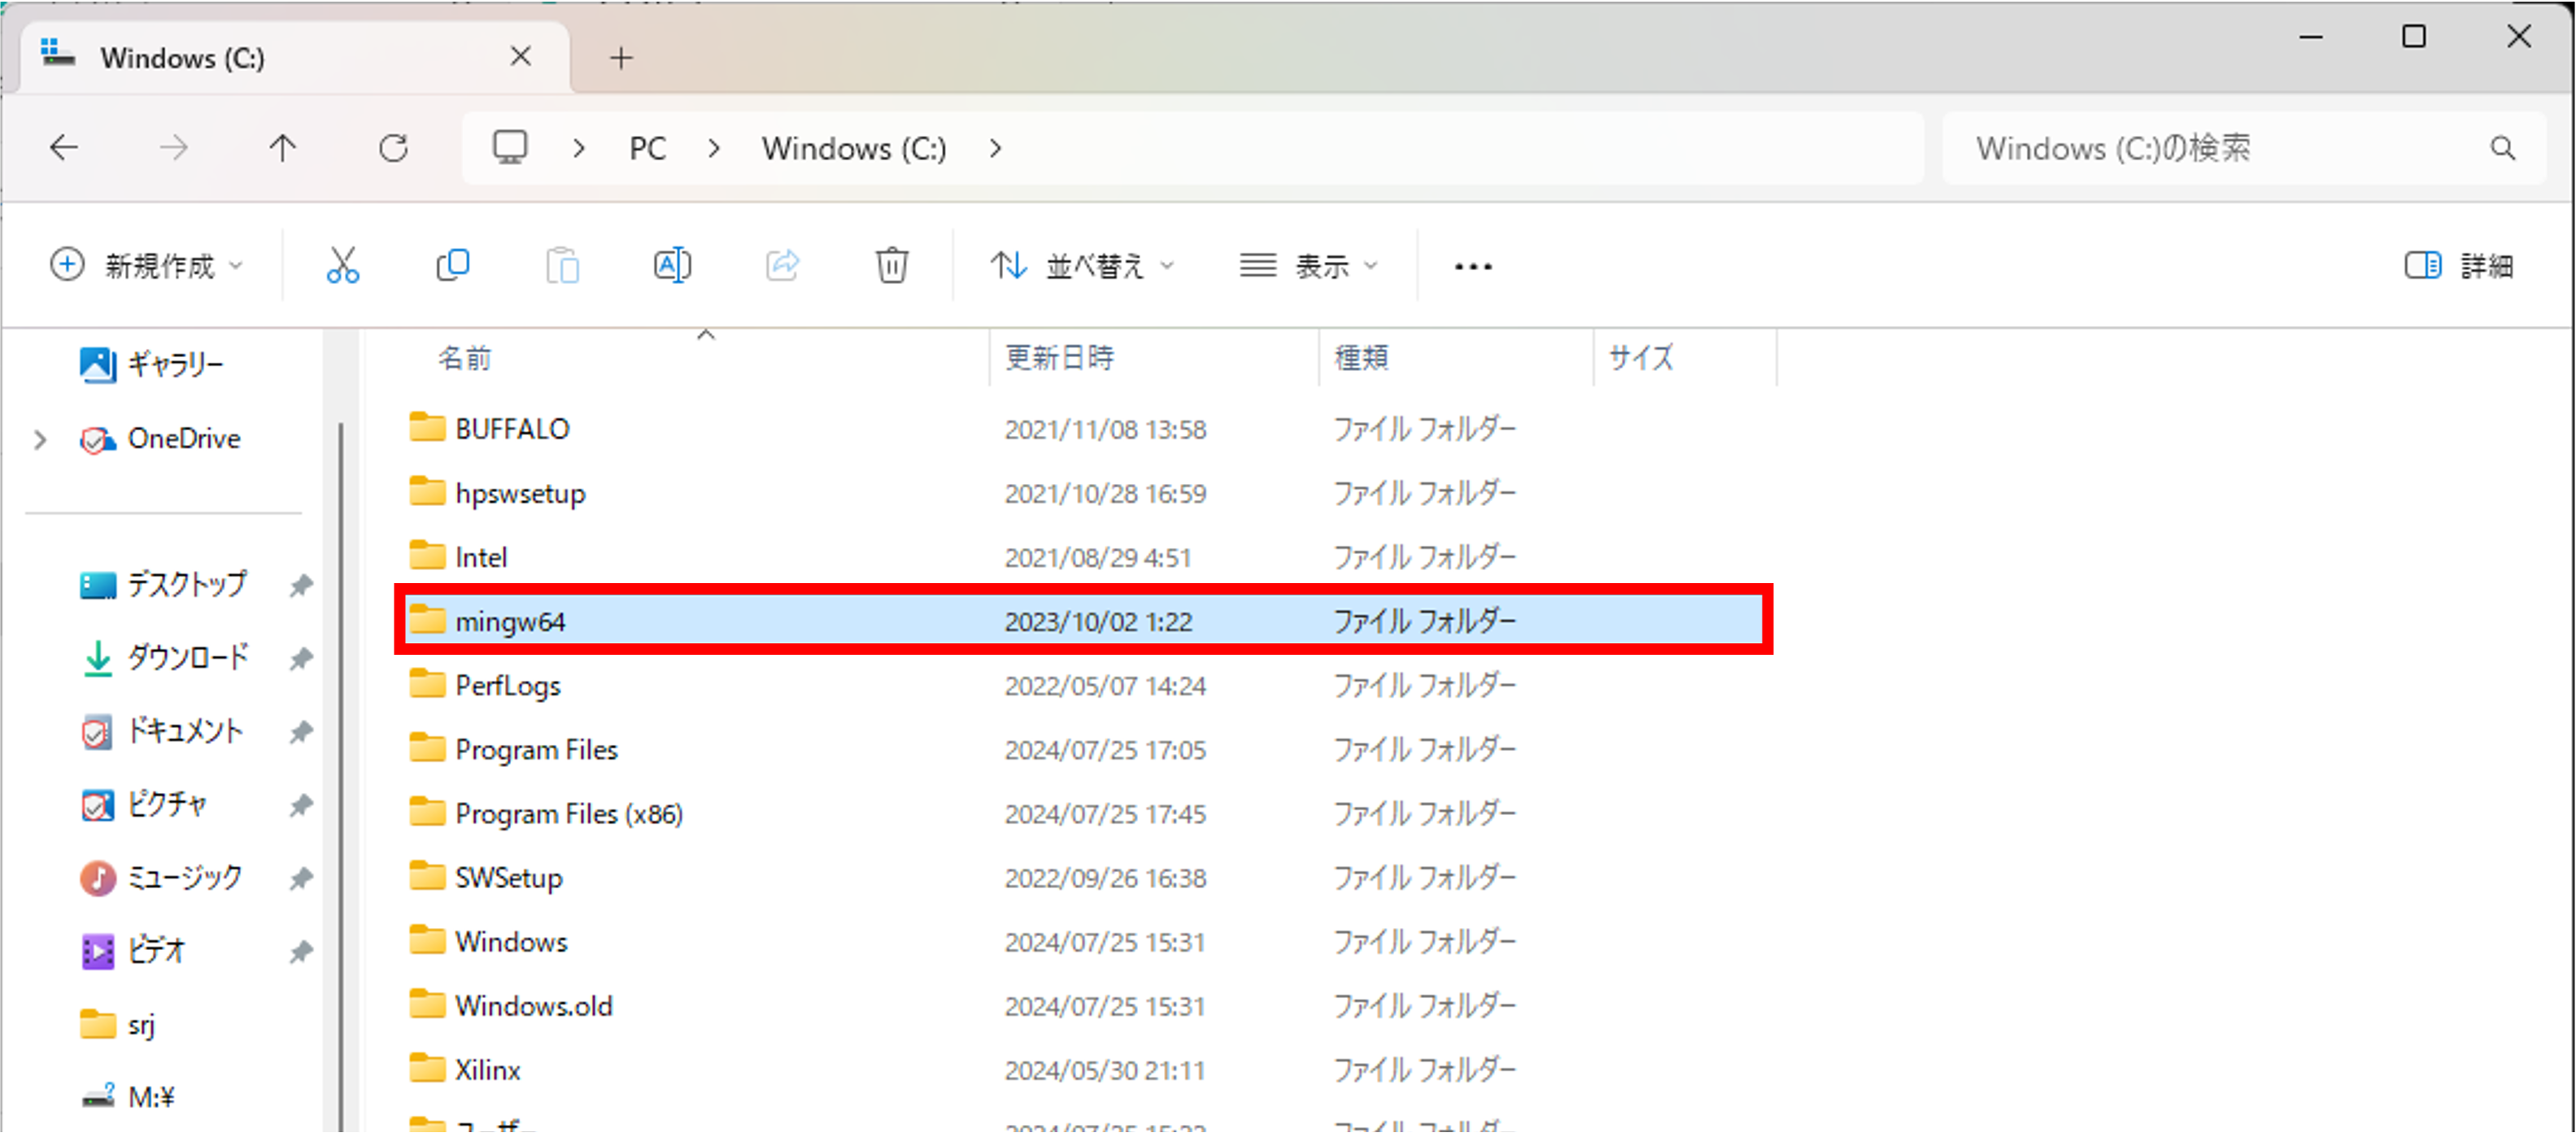 Windows (C:)
PC Windows (C:)
Windows (C:)の検索
新規作成
並べ替え
表示
詳細
ギャラリー
OneDrive
デスクトップ
ダウンロード
ドキュメント
ピクチャ
ミュージック
ビデオ
srj
M:¥
名前 更新日時 種類 サイズ
BUFFALO 2021/11/08 13:58 ファイル フォルダー
hpswsetup 2021/10/28 16:59 ファイル フォルダー
Intel 2021/08/29 4:51 ファイル フォルダー
mingw64 2023/10/02 1:22 ファイル フォルダー
PerfLogs 2022/05/07 14:24 ファイル フォルダー
Program Files 2024/07/25 17:05 ファイル フォルダー
Program Files (x86) 2024/07/25 17:45 ファイル フォルダー
SWSetup 2022/09/26 16:38 ファイル フォルダー
Windows 2024/07/25 15:31 ファイル フォルダー
Windows.old 2024/07/25 15:31 ファイル フォルダー
Xilinx 2024/05/30 21:11 ファイル フォルダー